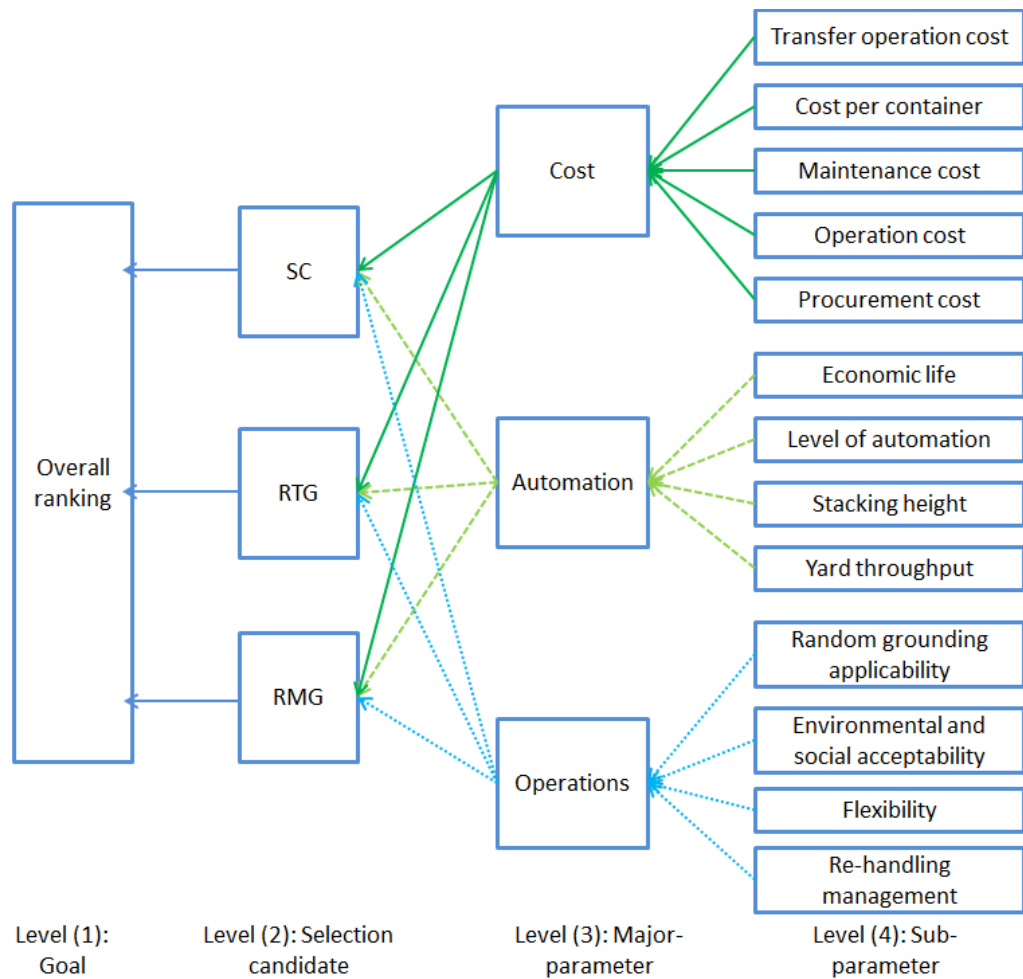 Overall
ranking
SC
RTG
RMG
Cost
Automation
Operations
Transfer operation cost
Cost per container
Maintenance cost
Operation cost
Procurement cost
Economic life
Level of automation
Stacking height
Yard throughput
Random grounding
applicability
Environmental and
social acceptability
Flexibility
Re-handling
management
Level (1):
Goal
Level (2): Selection
candidate
Level (3): Major-
parameter
Level (4): Sub-
parameter